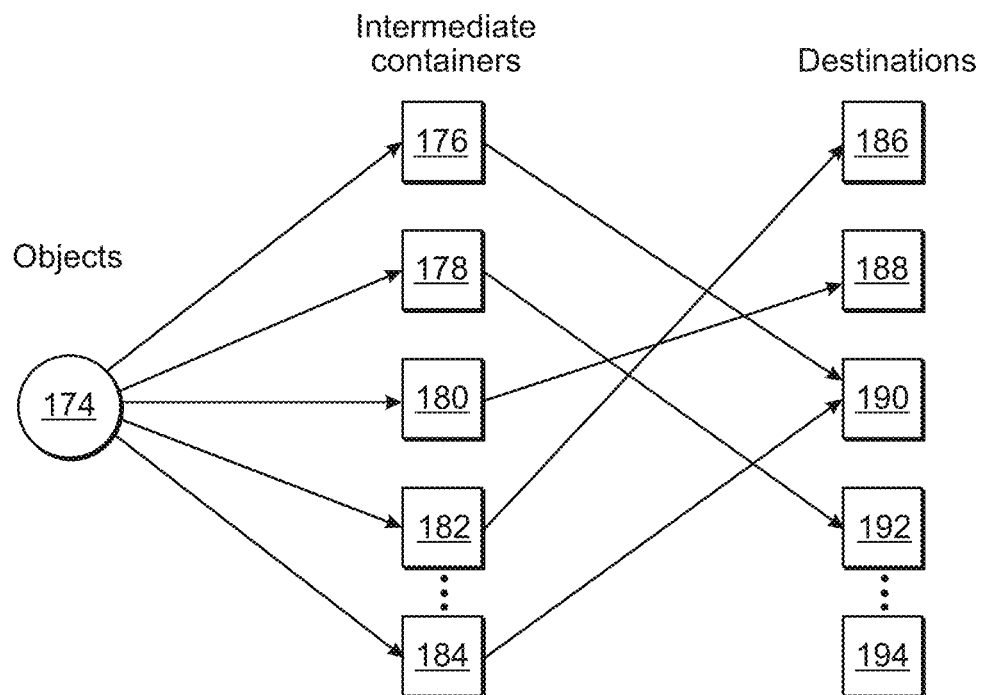 Intermediate
containers
Destinations
Objects
174
176
178
180
182
184
186
188
190
192
194